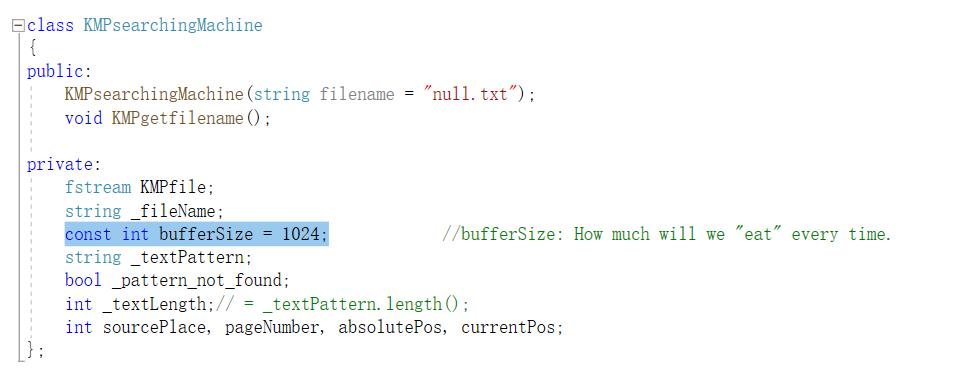 class KMPsearchingMachine
{
public:
KMPsearchingMachine(string filename = "null.txt");
void KMPgetfilename();
private:
fstream KMPfile;
string _fileName;
const int bufferSize = 1024; //bufferSize: How much will we "eat" every time.
string _textPattern;
bool _pattern_not_found;
int _textLength;// = _textPattern.length();
int sourcePlace, pageNumber, absolutePos, currentPos;
};